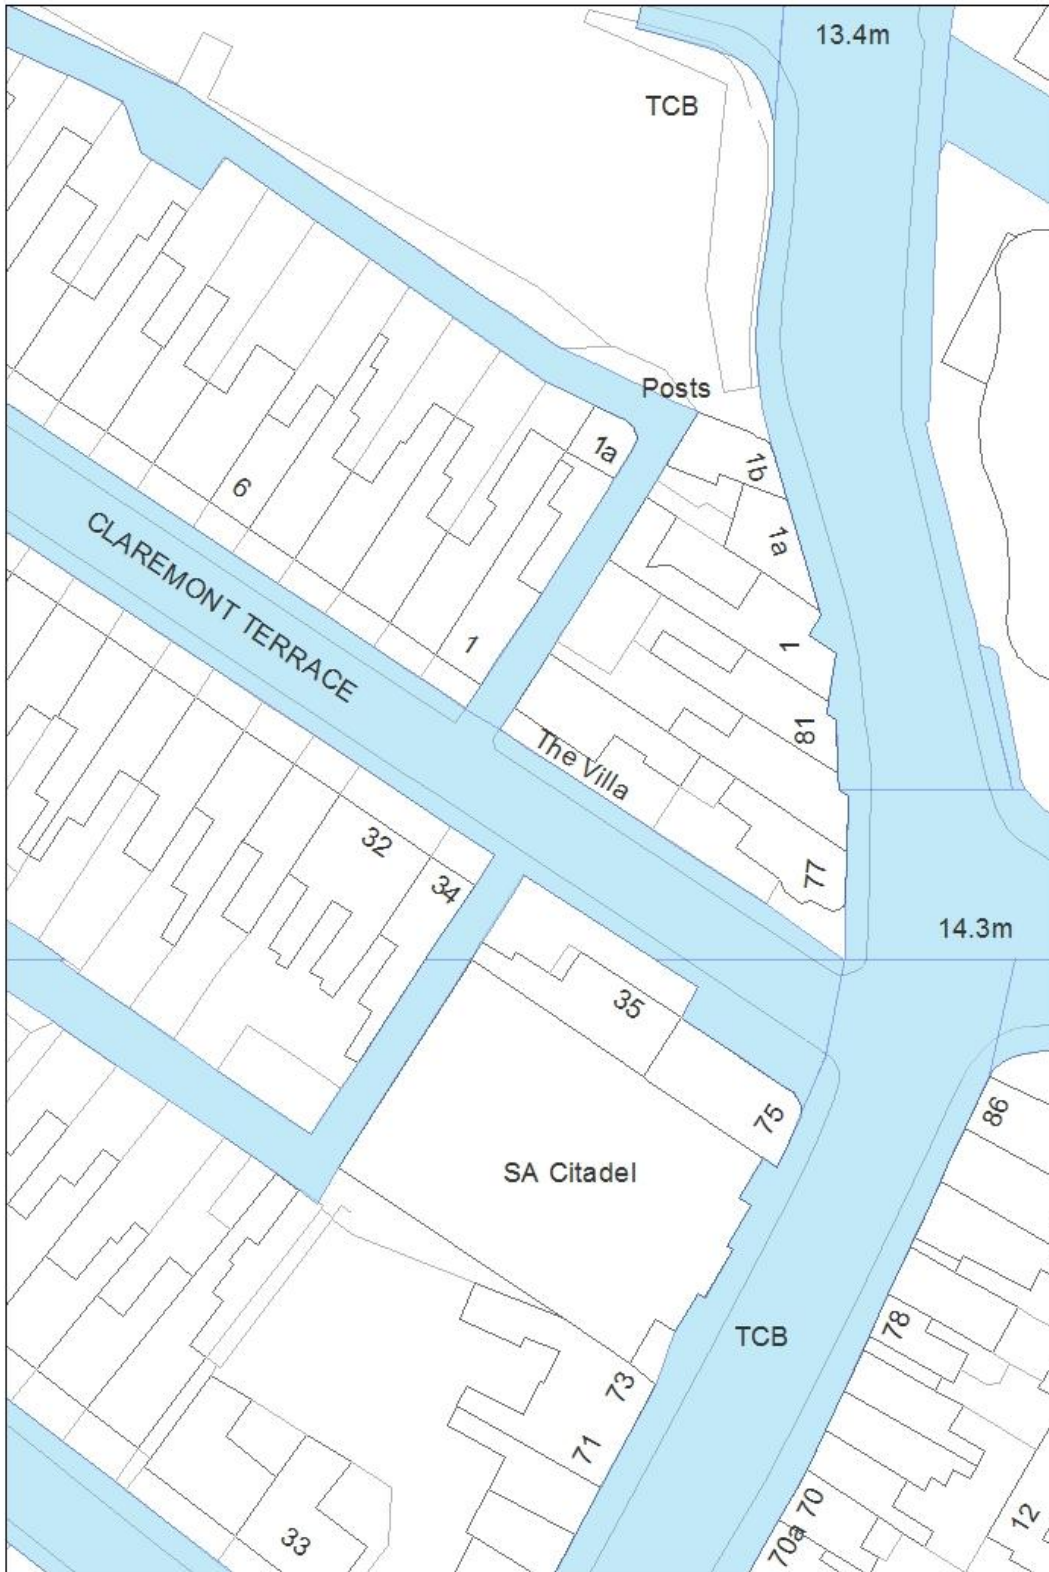 13.4m
TCB
Posts
1a
1b
6
1a
CLAREMONT TERRACE
1
1
81
The Villa
32
77
34
14.3m
35
75
86
SA Citadel
78
TCB
73
71
70
12
33
70a